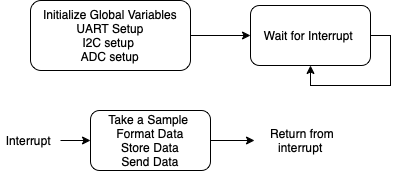 Initialize Global Variables
UART Setup
I2C setup
ADC setup
Wait for Interrupt
Interrupt
Take a Sample
Format Data
Store Data
Send Data
Return from
interrupt